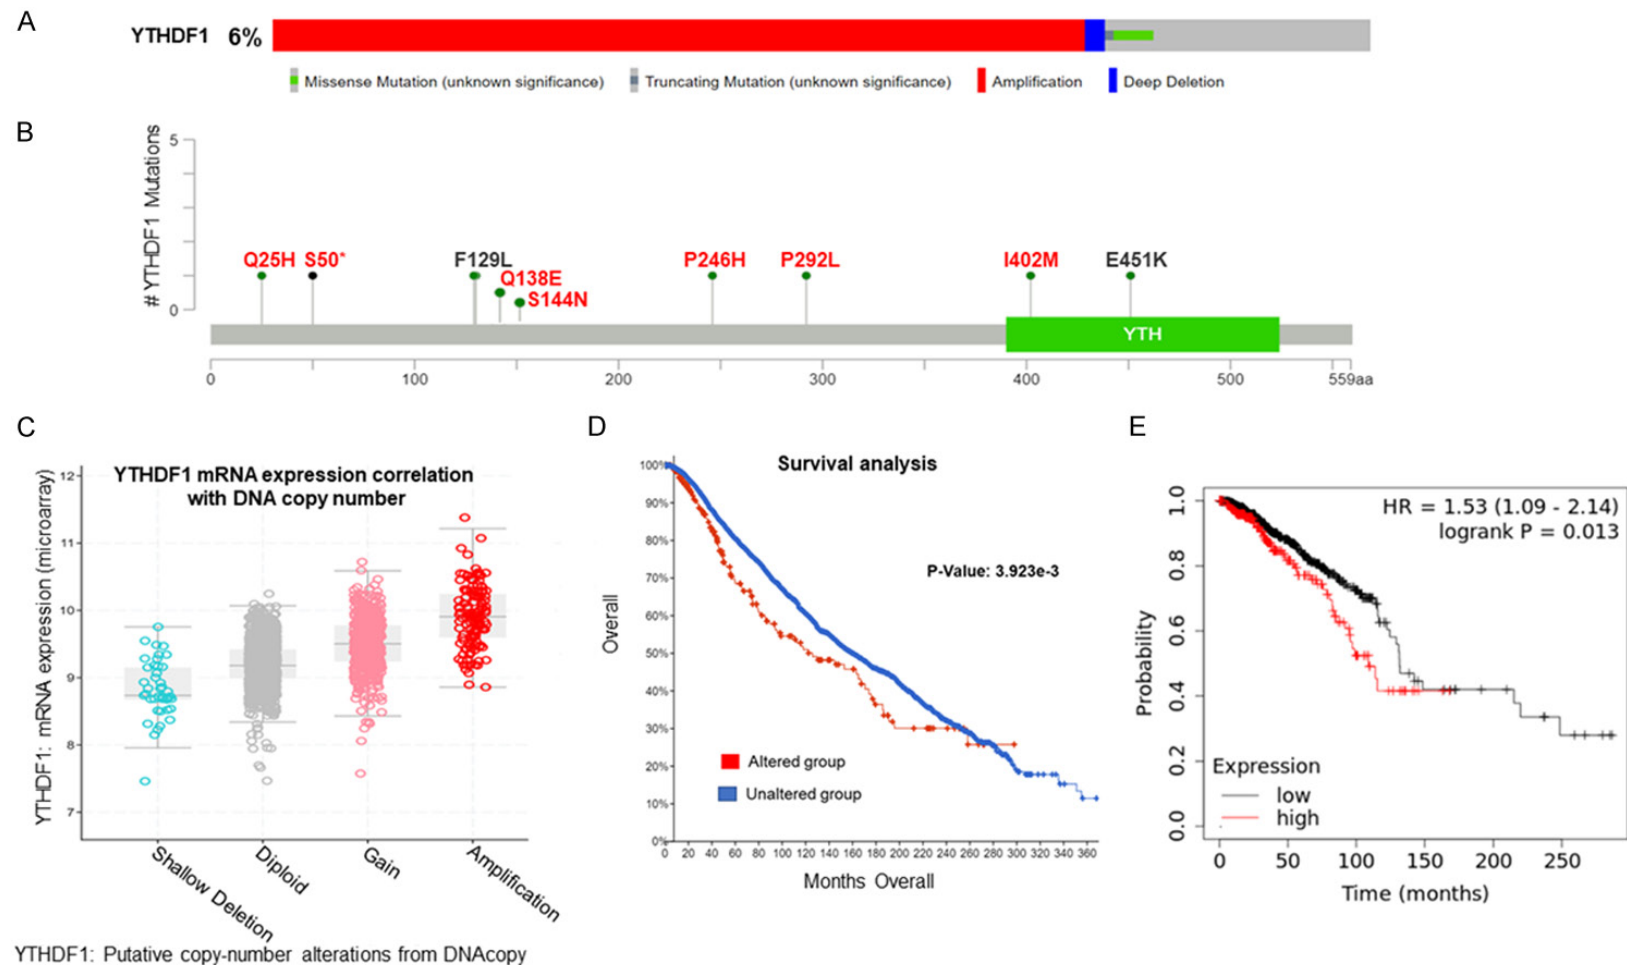 A
YTHDF1 6%
Missense Mutation (unknown significance) Truncating Mutation (unknown significance) Amplification Deep Deletion
B
# YTHDF1 Mutations
5
0
Q25H S50* F129L P246H P292L I402M E451K
Q138E
S144N
YTH
0 100 200 300 400 500 559aa
C
YTHDF1 mRNA expression correlation
with DNA copy number
YTHDF1: mRNA expression (microarray)
12
11
10
9
8
7
Shallow Deletion Diploid Gain Amplification
YTHDF1: Putative copy-number alterations from DNAcopy
D
Survival analysis
P-Value: 3.923e-3
Overall
100%
90%
80%
70%
60%
50%
40%
30%
20%
10%
0%
Altered group
Unaltered group
0 20 40 60 80 100 120 140 160 180 200 220 240 260 280 300 320 340 360
Months Overall
E
HR = 1.53 (1.09 - 2.14)
logrank P = 0.013
Probability
1.0
0.8
0.6
0.4
0.2
0.0
Expression
low
high
0 50 100 150 200 250
Time (months)